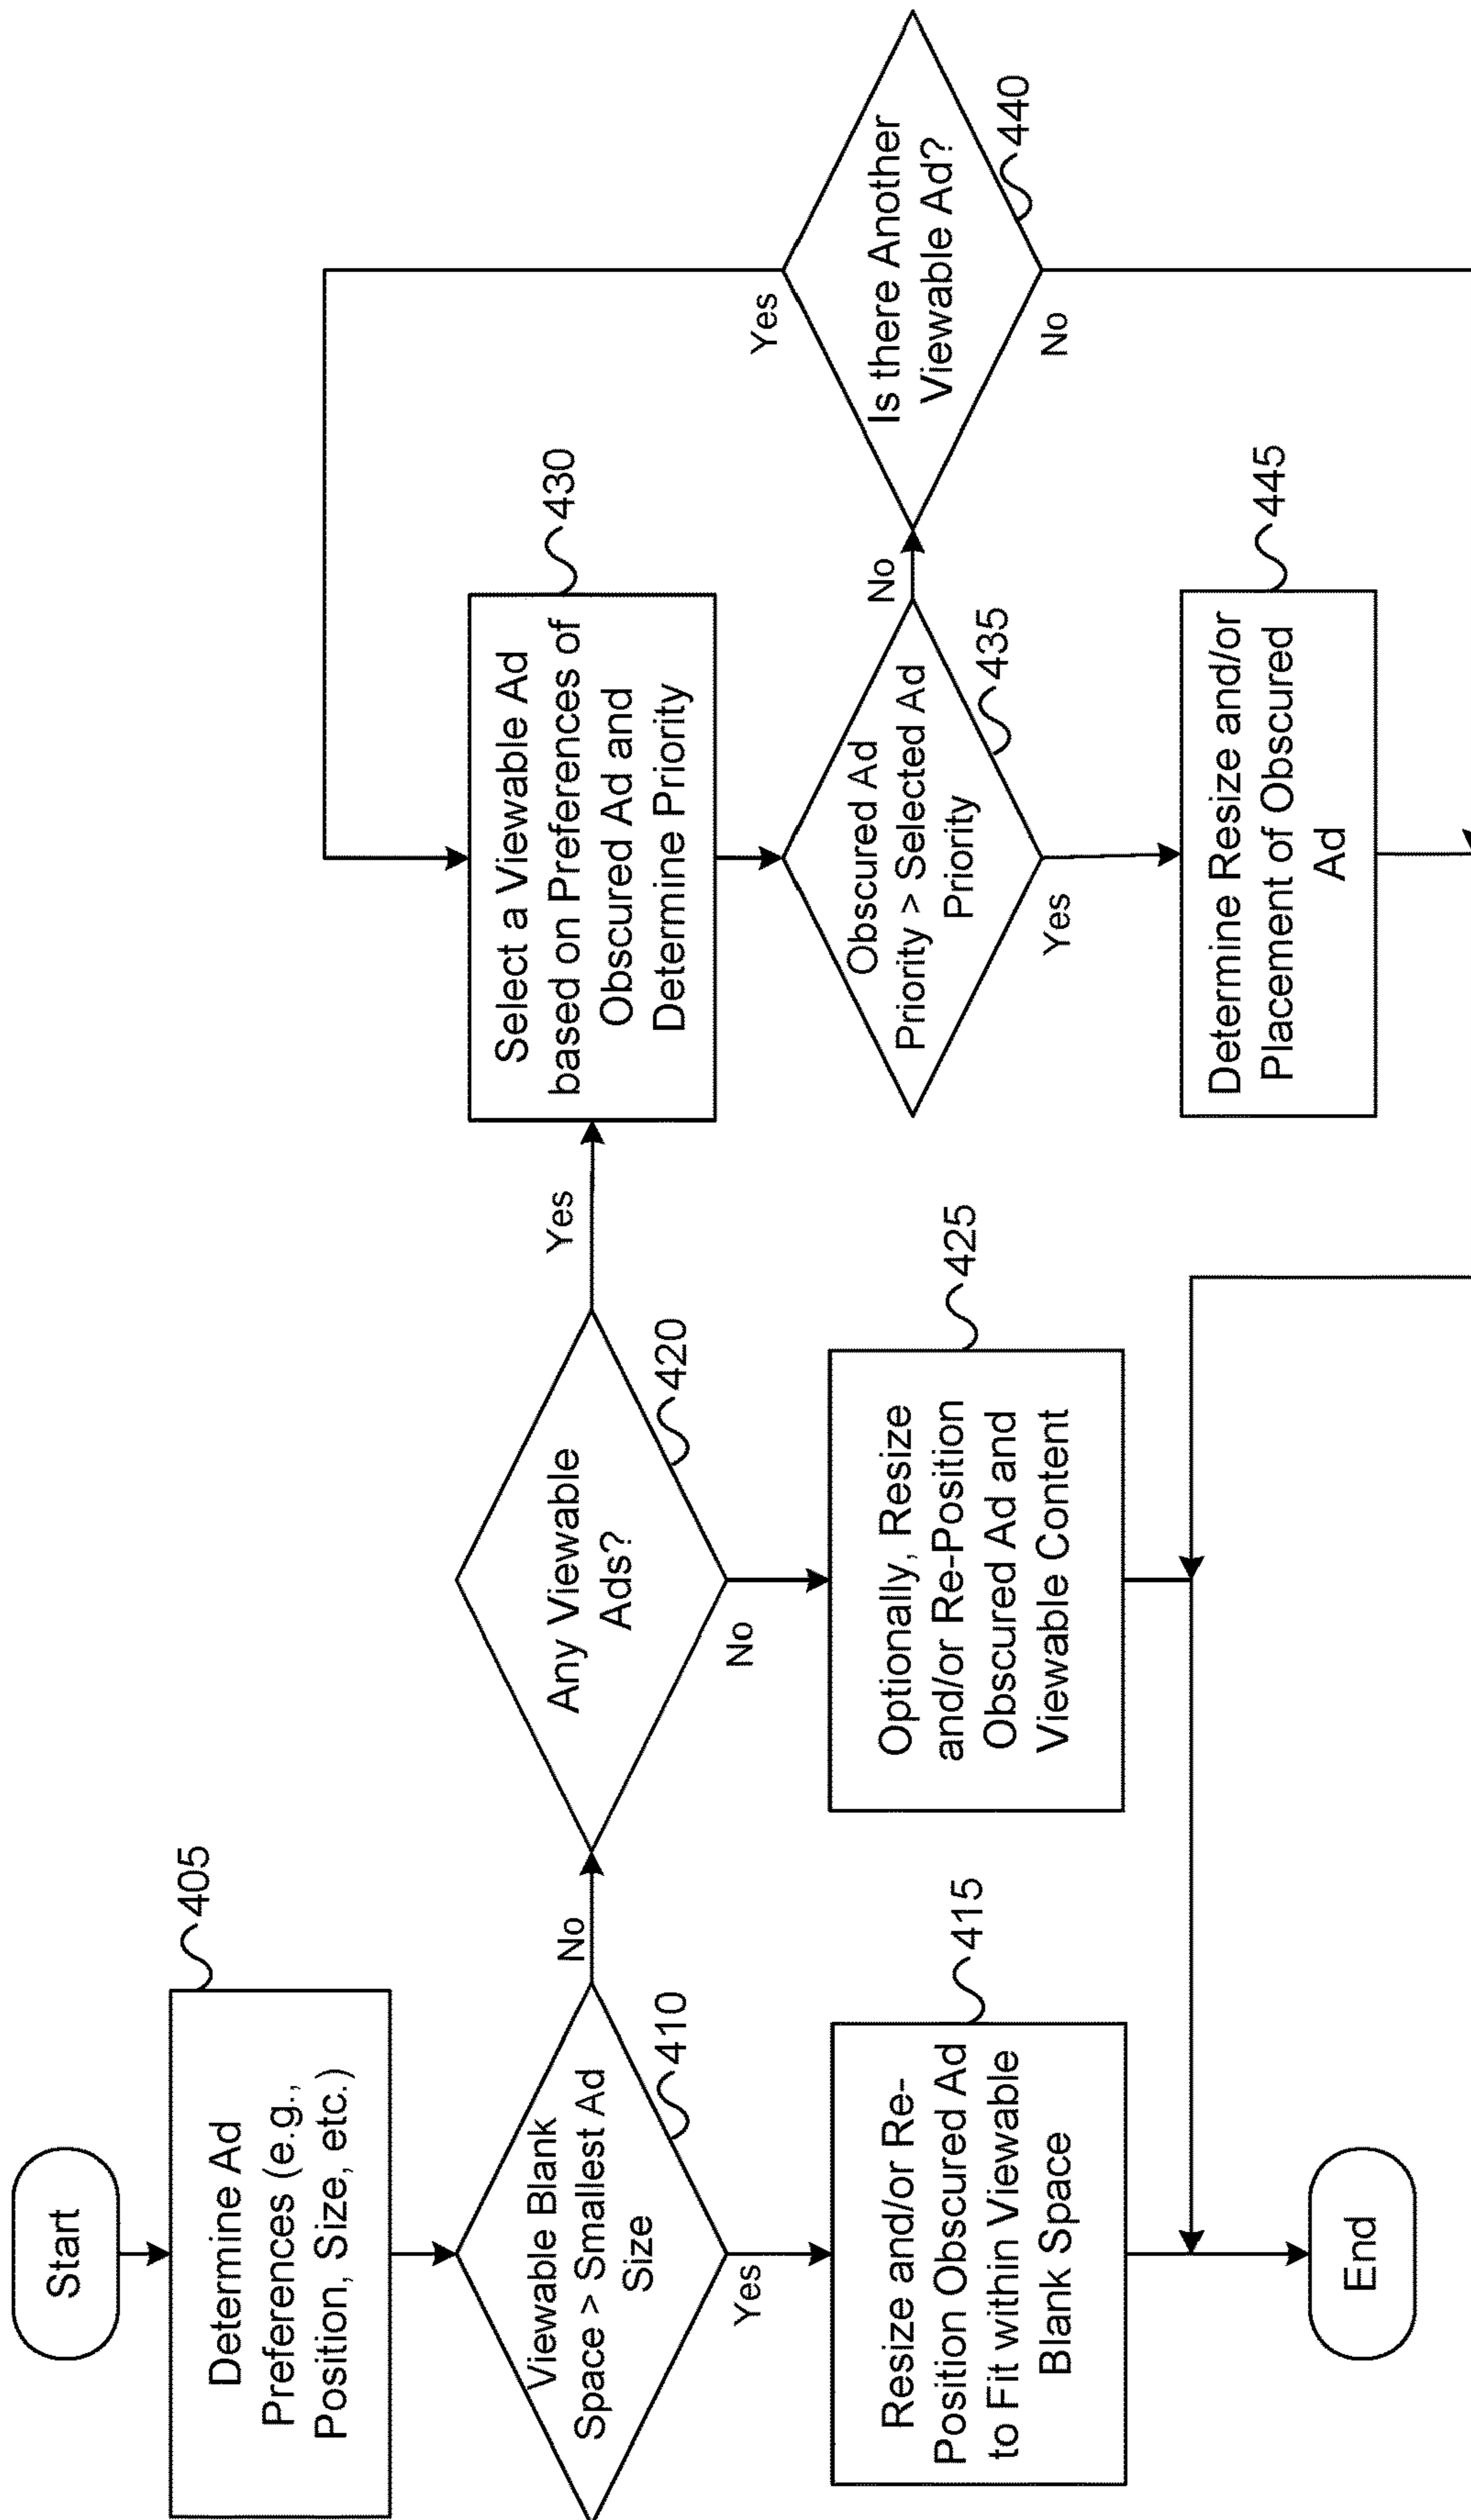 Start
405
Determine Ad
Preferences (e.g.,
Position, Size, etc.)
410
Viewable Blank
Space > Smallest Ad
Size
Yes
No
415
Resize and/or Re-
Position Obscured Ad
to Fit within Viewable
Blank Space
End
420
Any Viewable
Ads?
Yes
No
425
Optionally, Resize
and/or Re-Position
Obscured Ad and
Viewable Content
430
Select a Viewable Ad
based on Preferences of
Obscured Ad and
Determine Priority
435
Obscured Ad
Priority > Selected Ad
Priority
No
Yes
440
Is there Another
Viewable Ad?
Yes
No
445
Determine Resize and/or
Placement of Obscured
Ad